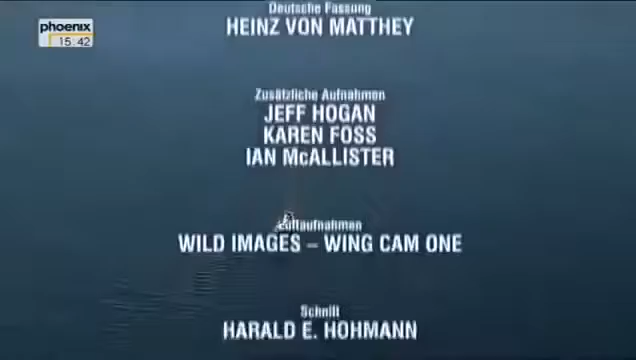 phoenix
15.42
Deutsche Fassung
HEINZ VON MATTHEY
Zusätzliche Aufnahmen
JEFF HOGAN
KAREN FOSS
IAN McALLISTER
Luftaufnahmen
WILD IMAGES – WING CAM ONE
Schnitt
HARALD E. HOHMANN